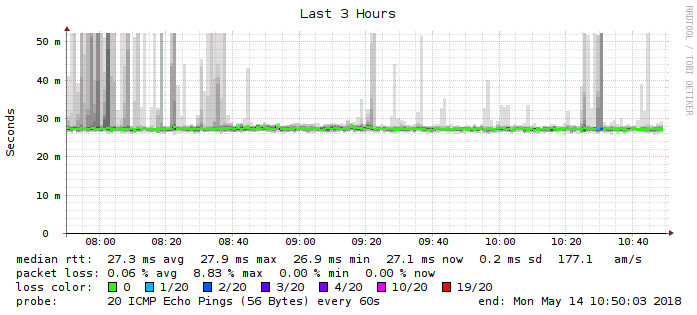 Last 3 Hours
RRDTOOL / TOBI OETIKER
Seconds
50 m
40 m
30 m
20 m
10 m
0
08:00 08:20 08:40 09:00 09:20 09:40 10:00 10:20 10:40
median rtt: 27.3 ms avg 27.9 ms max 26.9 ms min 27.1 ms now 0.2 ms sd 177.1 am/s
packet loss: 0.06 % avg 8.83 % max 0.00 % min 0.00 % now
loss color: 0 1/20 2/20 3/20 4/20 10/20 19/20
probe: 20 ICMP Echo Pings (56 Bytes) every 60s end: Mon May 14 10:50:03 2018